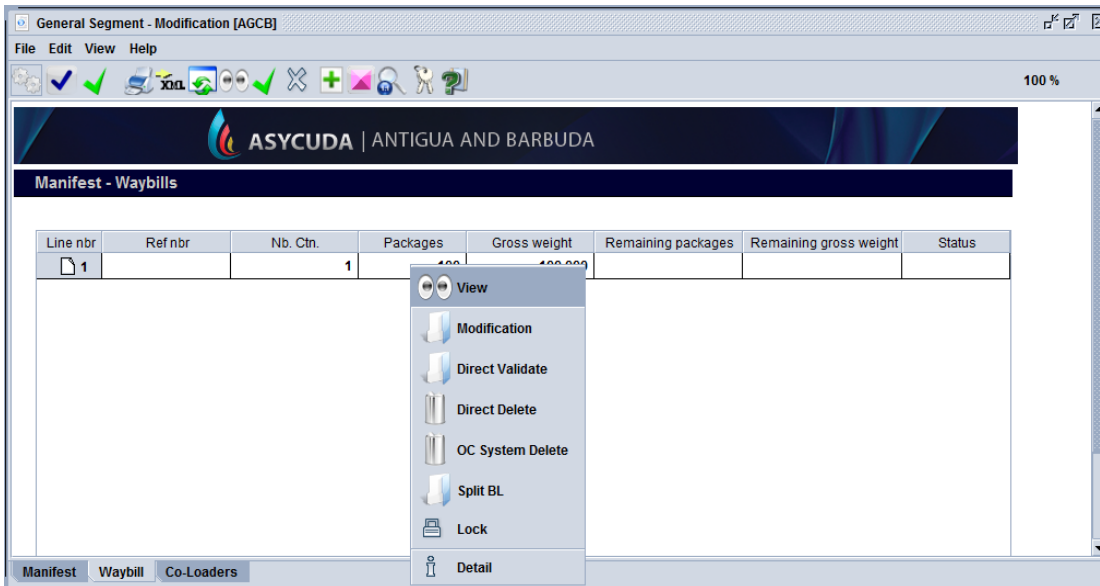 General Segment - Modification [AGCB]
File Edit View Help
XML
100 %
ASYCUDA | ANTIGUA AND BARBUDA
Manifest - Waybills
Line nbr Ref nbr Nb. Ctn. Packages Gross weight Remaining packages Remaining gross weight Status
1 1 100
View
Modification
Direct Validate
Direct Delete
OC System Delete
Split BL
Lock
Detail
Manifest Waybill Co-Loaders